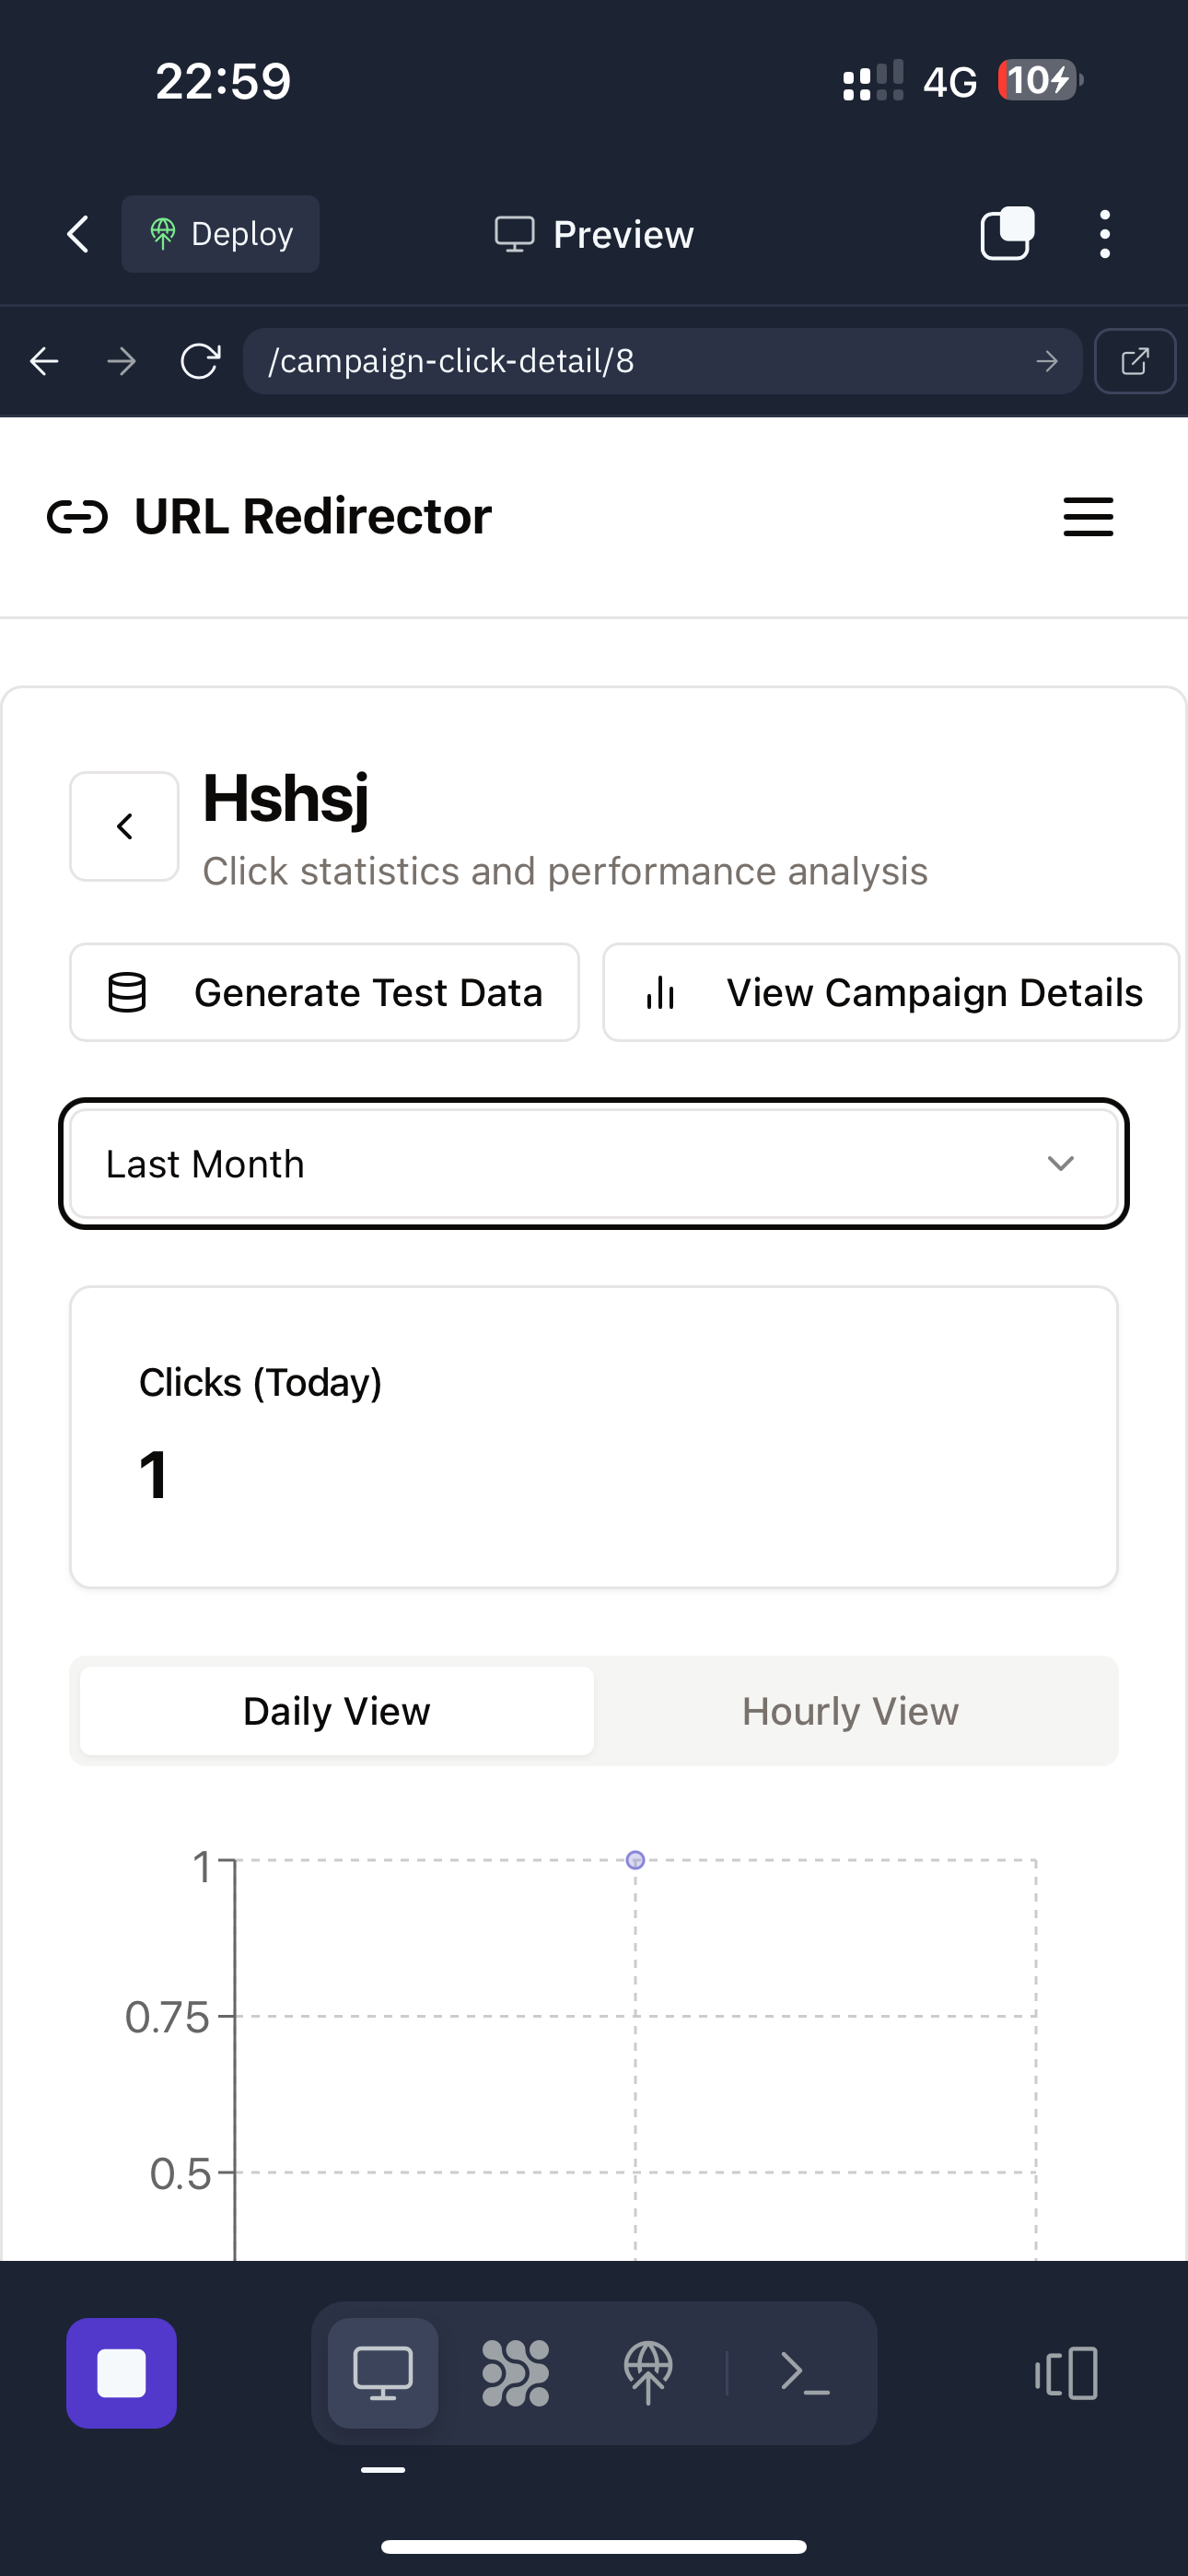 22:59
4G
10
Deploy
Preview
/campaign-click-detail/8
URL Redirector
Hshsj
Click statistics and performance analysis
Generate Test Data
View Campaign Details
Last Month
Clicks (Today)
1
Daily View
Hourly View
1
0.75
0.5